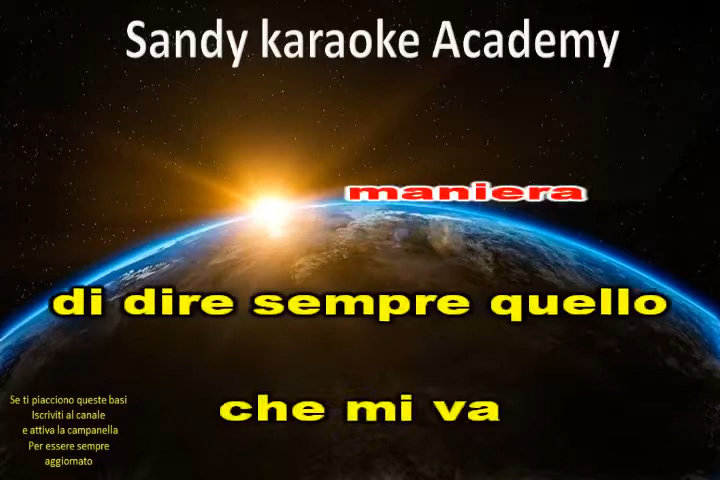 Sandy karaoke Academy
maniera
di dire sempre quello
che mi va
Se ti piacciono queste basi
Iscriviti al canale
e attiva la campanella
Per essere sempre
aggiornato